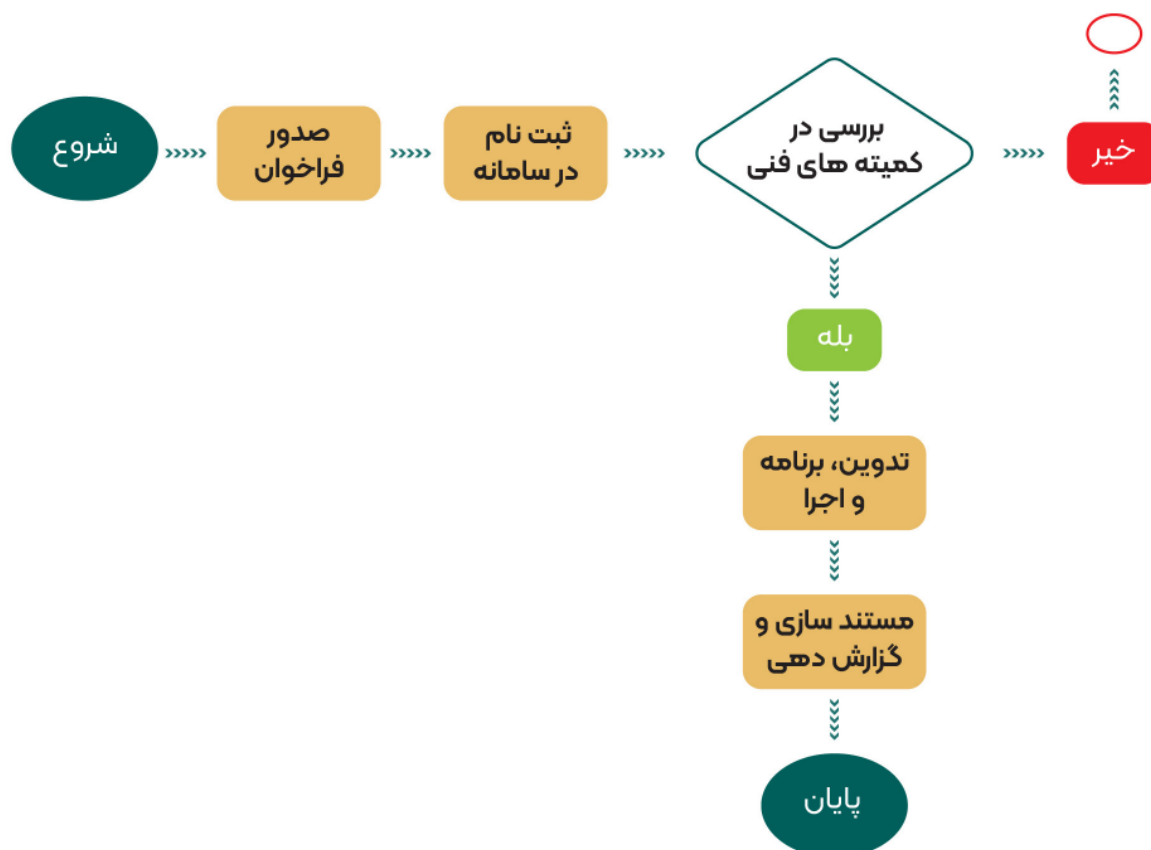 شروع
صدور
فراخوان
ثبت نام
در سامانه
بررسی در
کمیته های فنی
خیر
بله
تدوین، برنامه
و اجرا
مستند سازی و
گزارش دهی
پایان